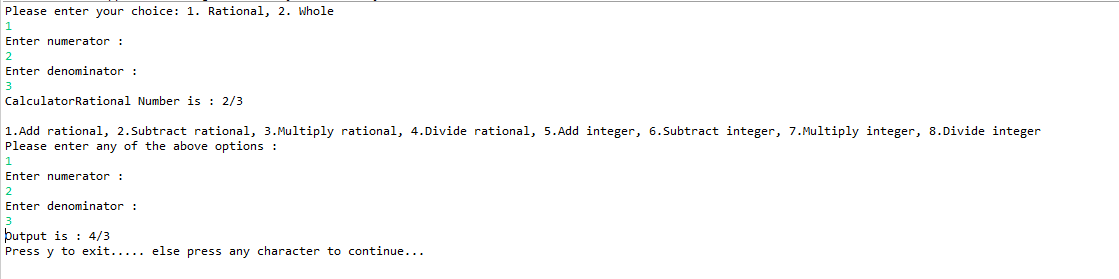 Please enter your choice: 1. Rational, 2. Whole
1
Enter numerator :
2
Enter denominator :
3
CalculatorRational Number is : 2/3
1.Add rational, 2.Subtract rational, 3.Multiply rational, 4.Divide rational, 5.Add integer, 6.Subtract integer, 7.Multiply integer, 8.Divide integer
Please enter any of the above options :
1
Enter numerator :
2
Enter denominator :
3
Output is : 4/3
Press y to exit..... else press any character to continue...